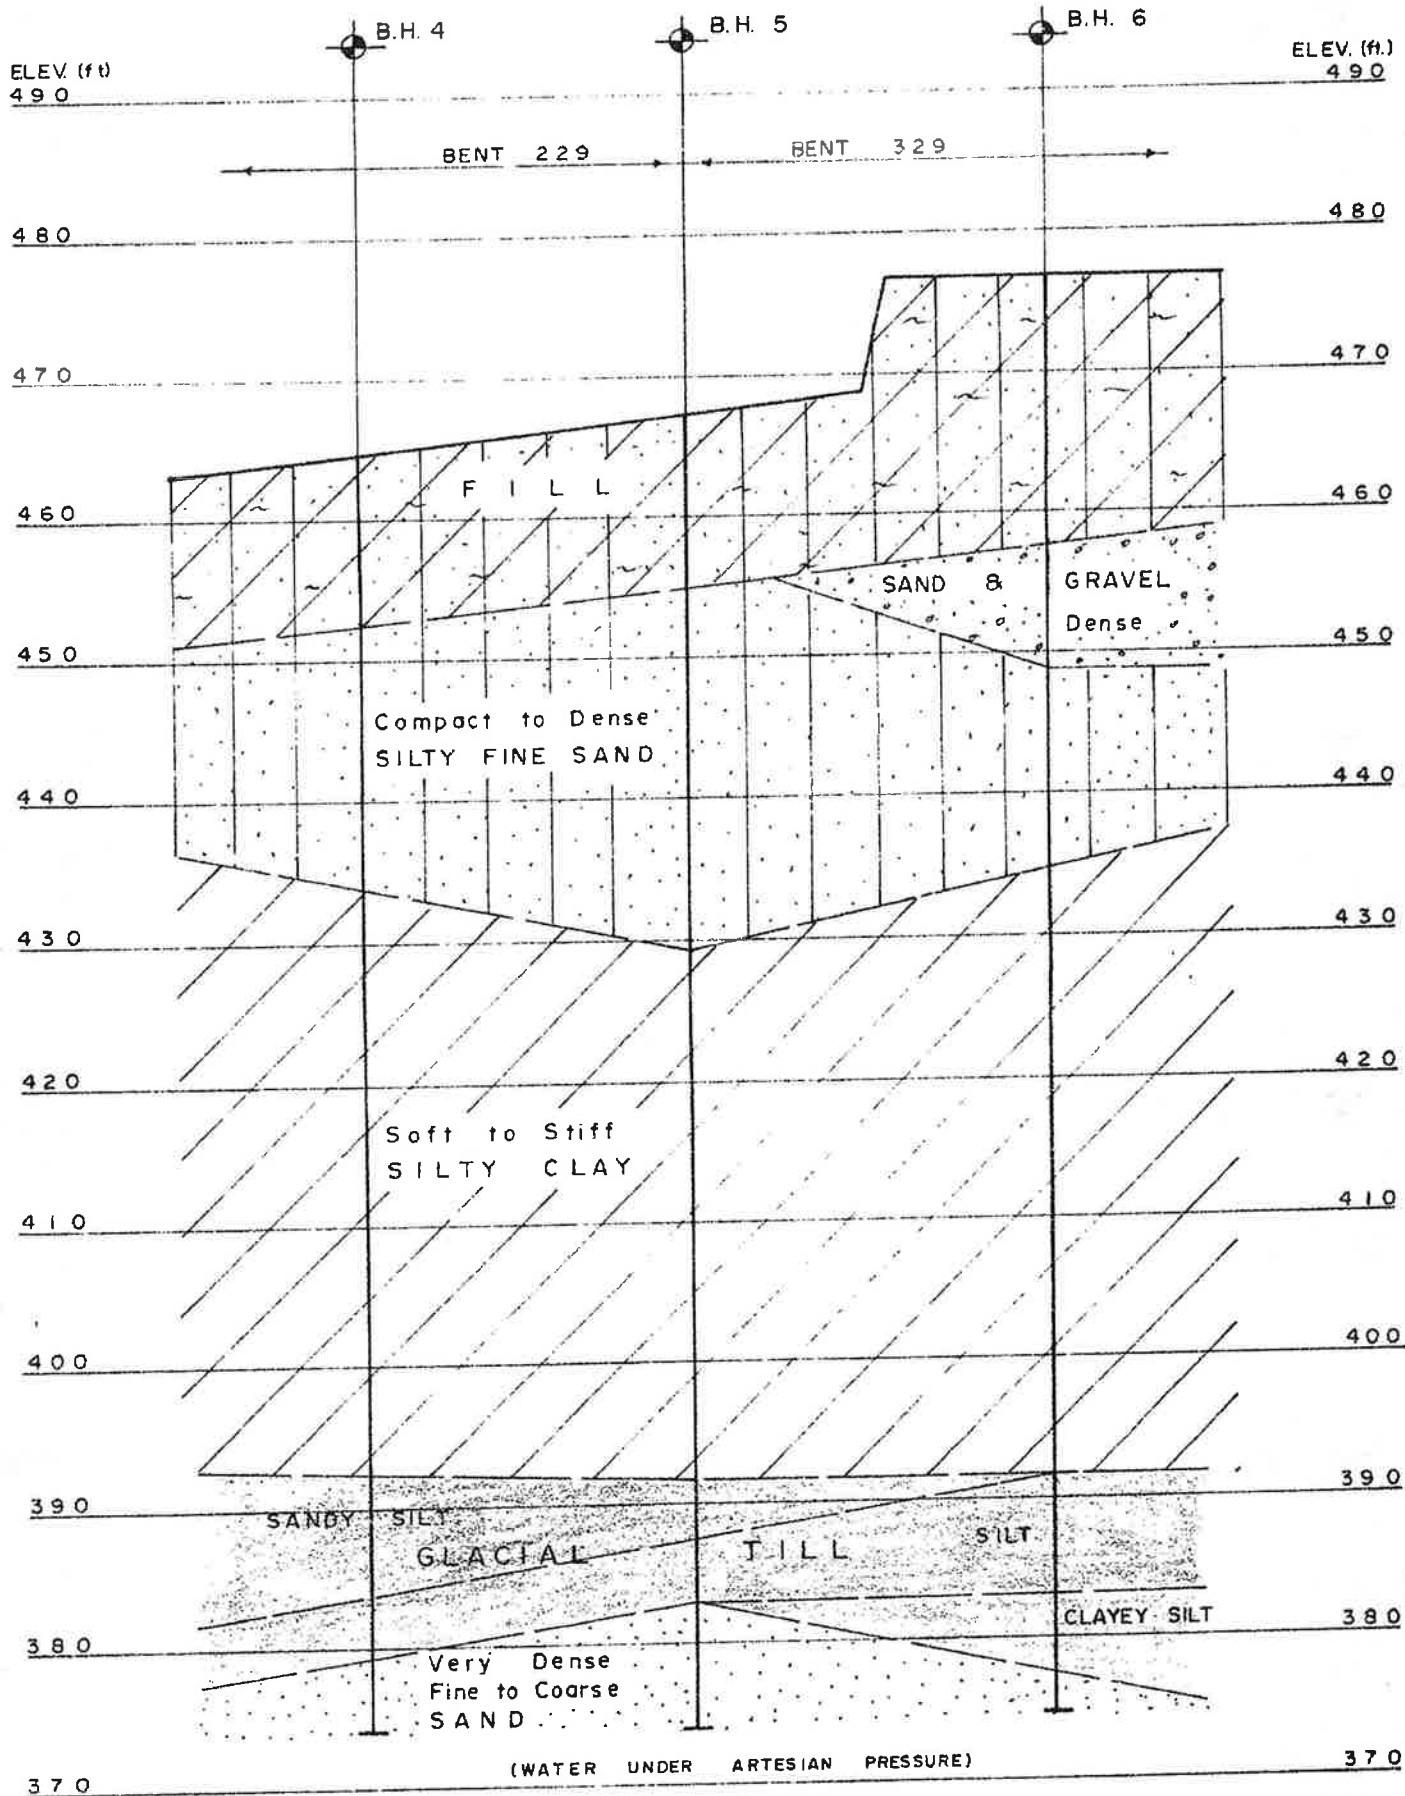 B.H. 4
B.H. 5
B.H. 6
ELEV. (ft)
ELEV. (ft.)
490
490
BENT 229
BENT 329
480
480
470
470
FILL
460
460
SAND & GRAVEL
Dense
450
450
Compact to Dense
SILTY FINE SAND
440
440
430
430
420
420
Soft to Stiff
SILTY CLAY
410
410
400
400
390
390
SANDY SILT
SILT
GLACIAL TILL
CLAYEY SILT
380
380
Very Dense
Fine to Coarse
SAND
(WATER UNDER ARTESIAN PRESSURE)
370
370